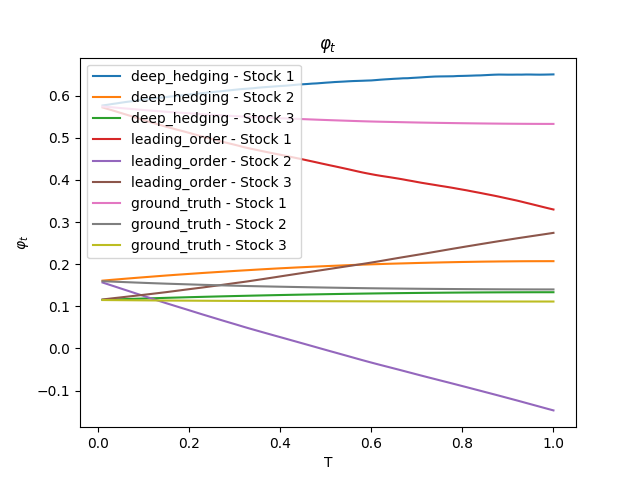 φt
deep_hedging - Stock 1
deep_hedging - Stock 2
deep_hedging - Stock 3
leading_order - Stock 1
leading_order - Stock 2
leading_order - Stock 3
ground_truth - Stock 1
ground_truth - Stock 2
ground_truth - Stock 3
φt
0.6
0.5
0.4
0.3
0.2
0.1
0.0
−0.1
0.0 0.2 0.4 0.6 0.8 1.0
T